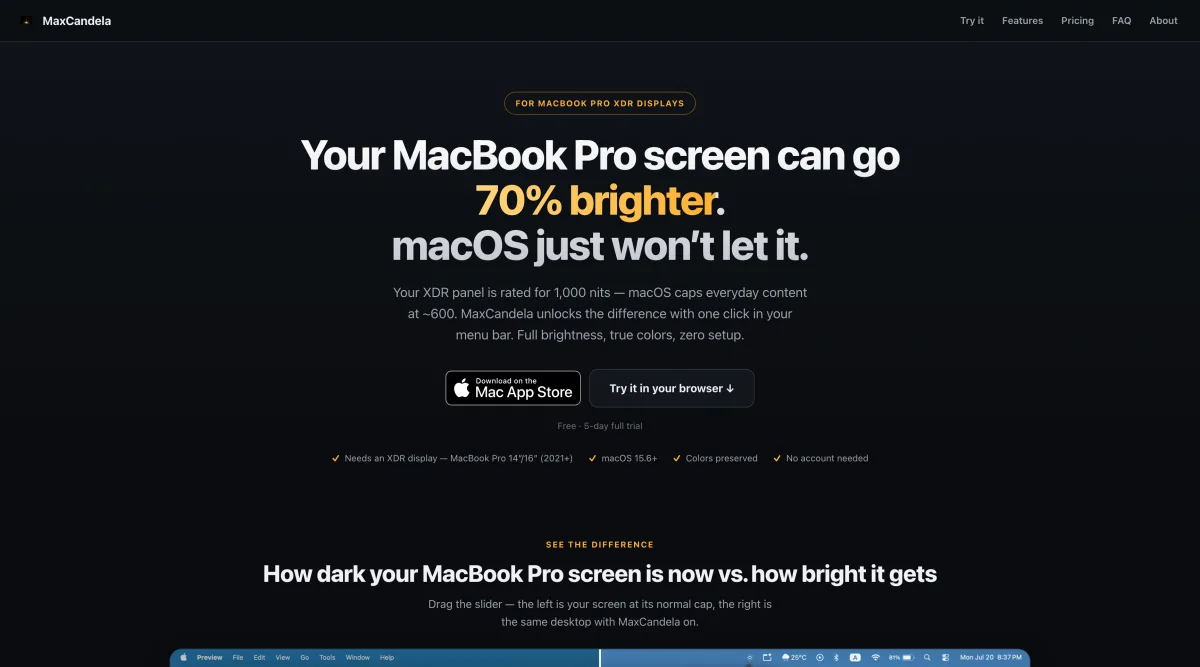 MaxCandela
Try it Features Pricing FAQ About
FOR MACBOOK PRO XDR DISPLAYS
Your MacBook Pro screen can go
70% brighter.
macOS just won’t let it.
Your XDR panel is rated for 1,000 nits — macOS caps everyday content
at ~600. MaxCandela unlocks the difference with one click in your
menu bar. Full brightness, true colors, zero setup.
Download on the
Mac App Store
Try it in your browser ↓
Free · 5-day full trial
Needs an XDR display — MacBook Pro 14″/16″ (2021+)
macOS 15.6+
Colors preserved
No account needed
SEE THE DIFFERENCE
How dark your MacBook Pro screen is now vs. how bright it gets
Drag the slider — the left is your screen at its normal cap, the right is
the same desktop with MaxCandela on.
Preview File Edit View Go Tools Window Help
25°C A 81% Mon Jul 20 8:37 PM